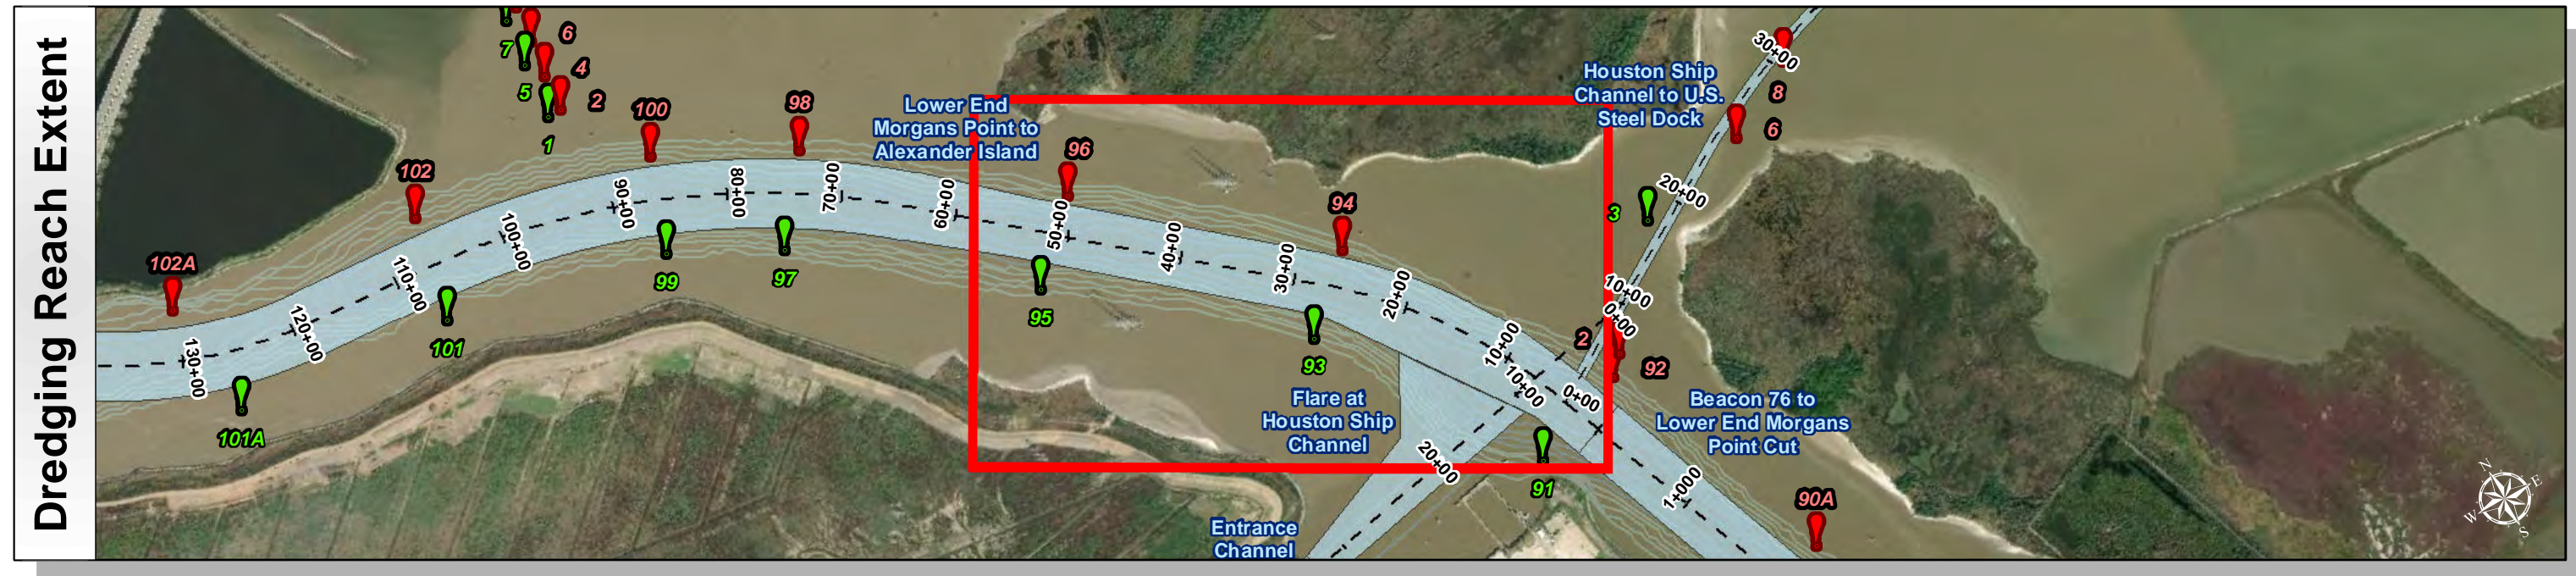 Dredging Reach Extent
7
6
5
4
2
1
102A
102
100
98
96
94
101A
101
99
97
95
93
91
130+00
120+00
110+00
100+00
90+00
80+00
70+00
60+00
50+00
40+00
30+00
20+00
10+00
0+00
Lower End
Morgans Point to
Alexander Island
Houston Ship
Channel to U.S.
Steel Dock
30+00
8
6
20+00
3
10+00
0+00
2
92
10+00
20+00
Flare at
Houston Ship
Channel
Entrance
Channel
Beacon 76 to
Lower End Morgans
Point Cut
1+000
90A
N
E
S
W